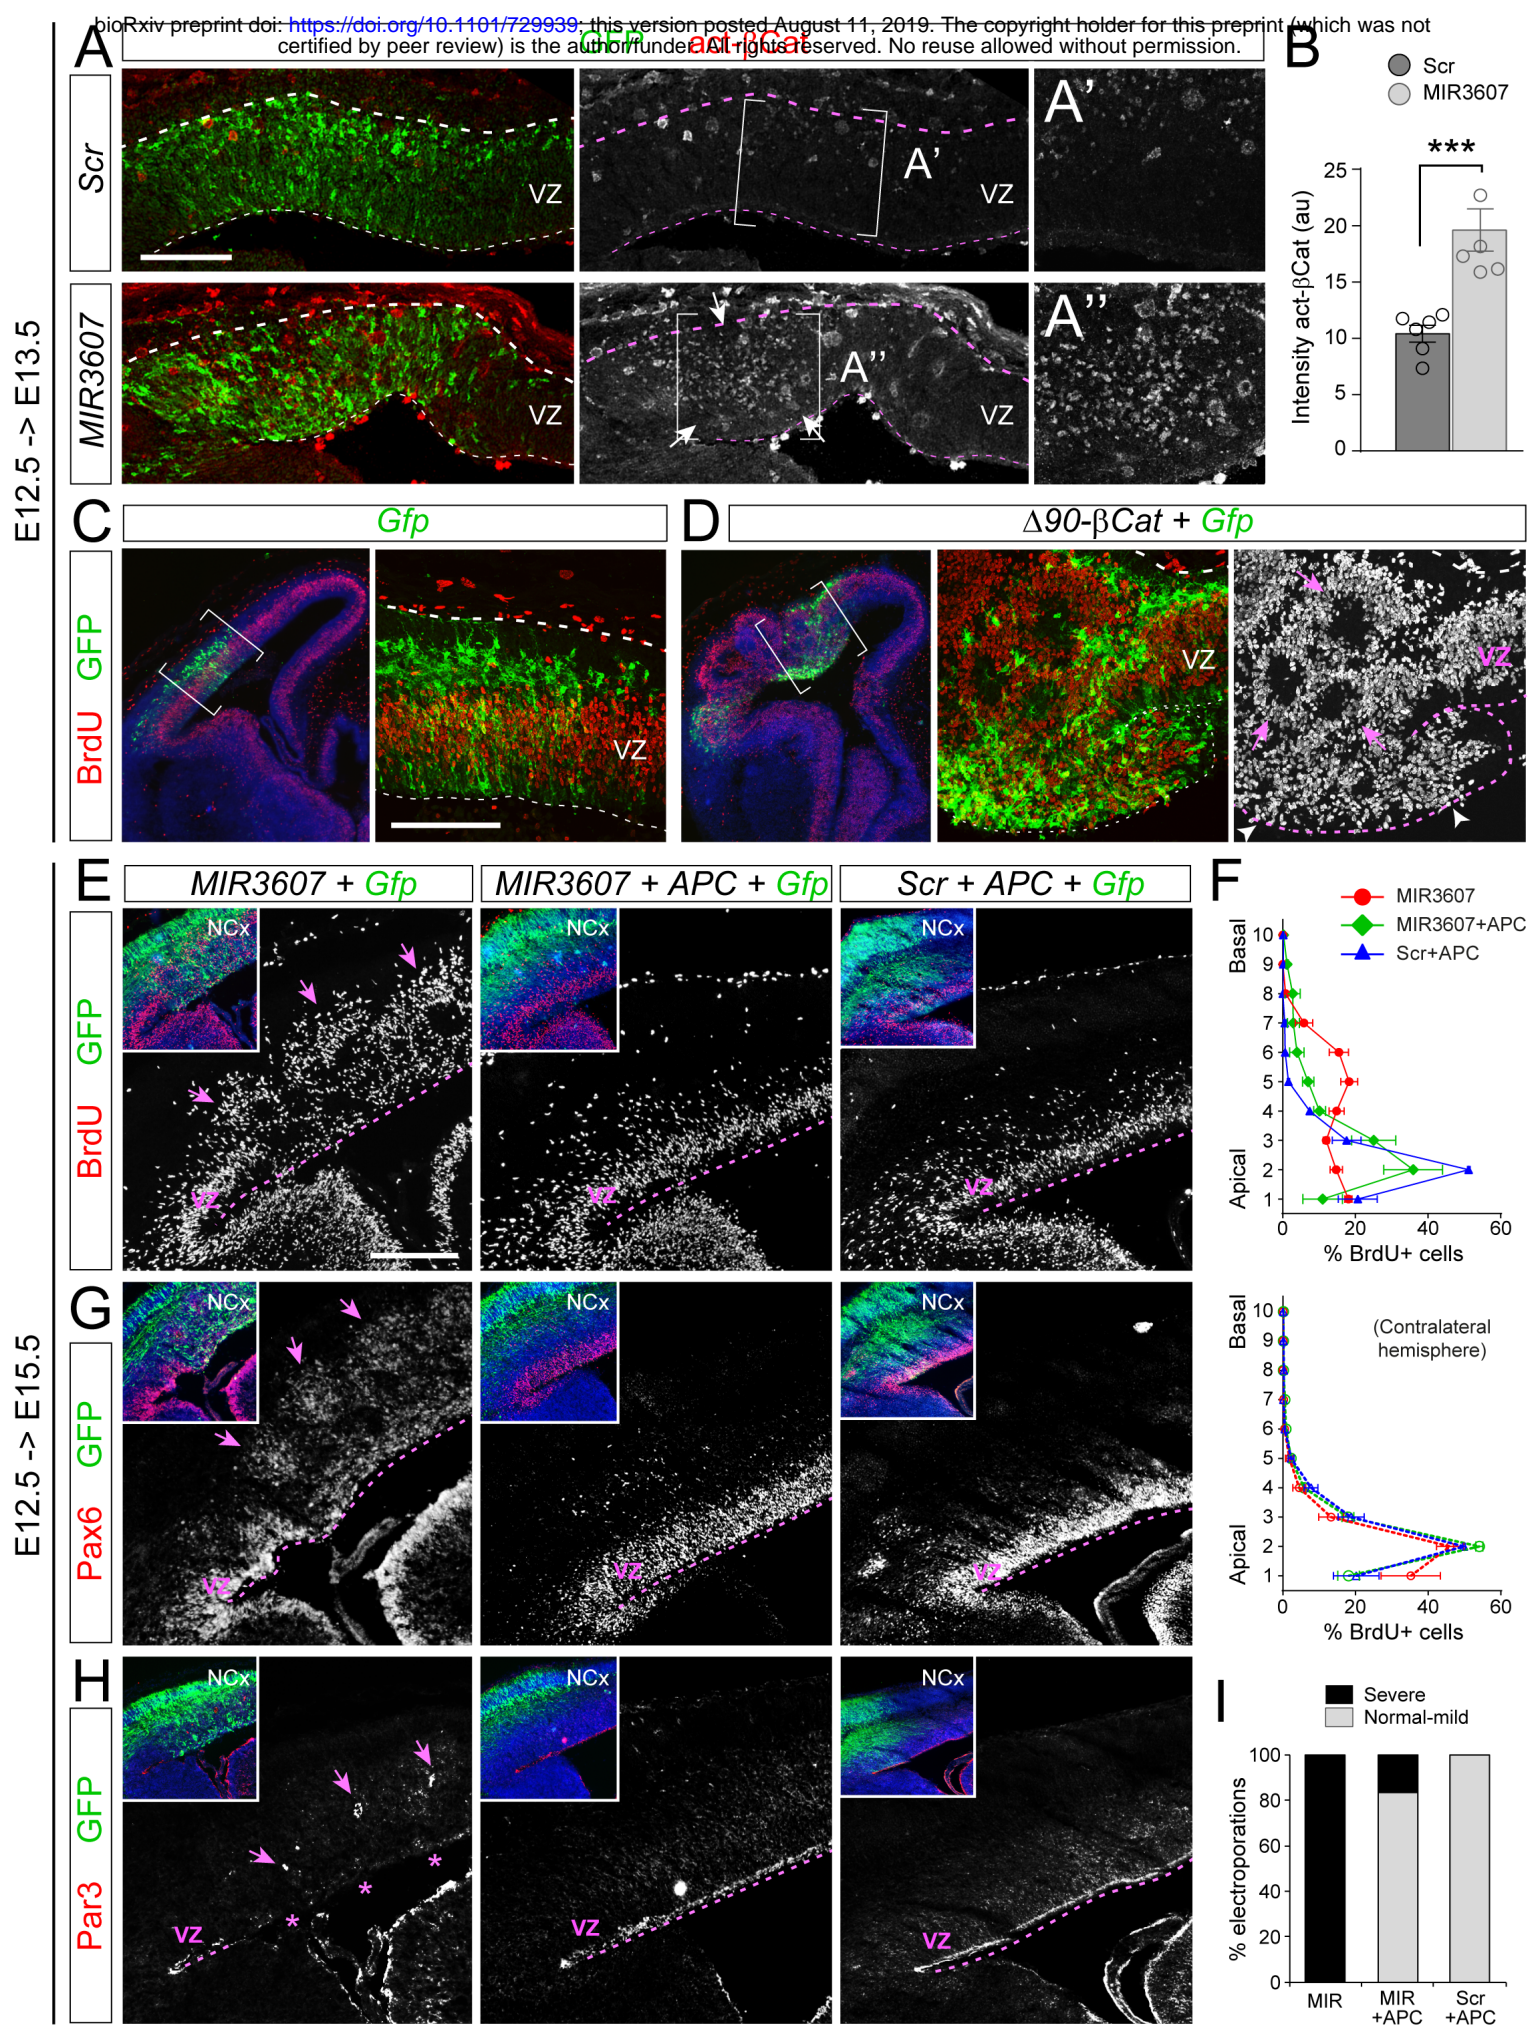 bioRxiv preprint doi: https://doi.org/10.1101/729939; this version posted August 11, 2019. The copyright holder for this preprint (which was not
certified by peer review) is the author/funder. All rights reserved. No reuse allowed without permission.
A
GFP act-βCat
E12.5 -> E13.5
Scr
VZ
A'
VZ
A'
MIR3607
VZ
A''
VZ
A''
B
Scr
MIR3607
***
Intensity act-βCat (au)
25
20
15
10
5
0
C
Gfp
BrdU GFP
VZ
D
Δ90-βCat + Gfp
VZ
VZ
E12.5 -> E15.5
E
MIR3607 + Gfp
MIR3607 + APC + Gfp
Scr + APC + Gfp
BrdU GFP
NCx
VZ
NCx
VZ
NCx
VZ
F
MIR3607
MIR3607+APC
Scr+APC
Basal
Apical
10
9
8
7
6
5
4
3
2
1
0 20 40 60
% BrdU+ cells
(Contralateral
hemisphere)
Basal
Apical
10
9
8
7
6
5
4
3
2
1
0 20 40 60
% BrdU+ cells
G
Pax6 GFP
NCx
VZ
NCx
VZ
NCx
VZ
H
Par3 GFP
NCx
* * *
VZ
NCx
VZ
NCx
VZ
I
Severe
Normal-mild
% electroporations
100
80
60
40
20
0
MIR
MIR
+APC
Scr
+APC